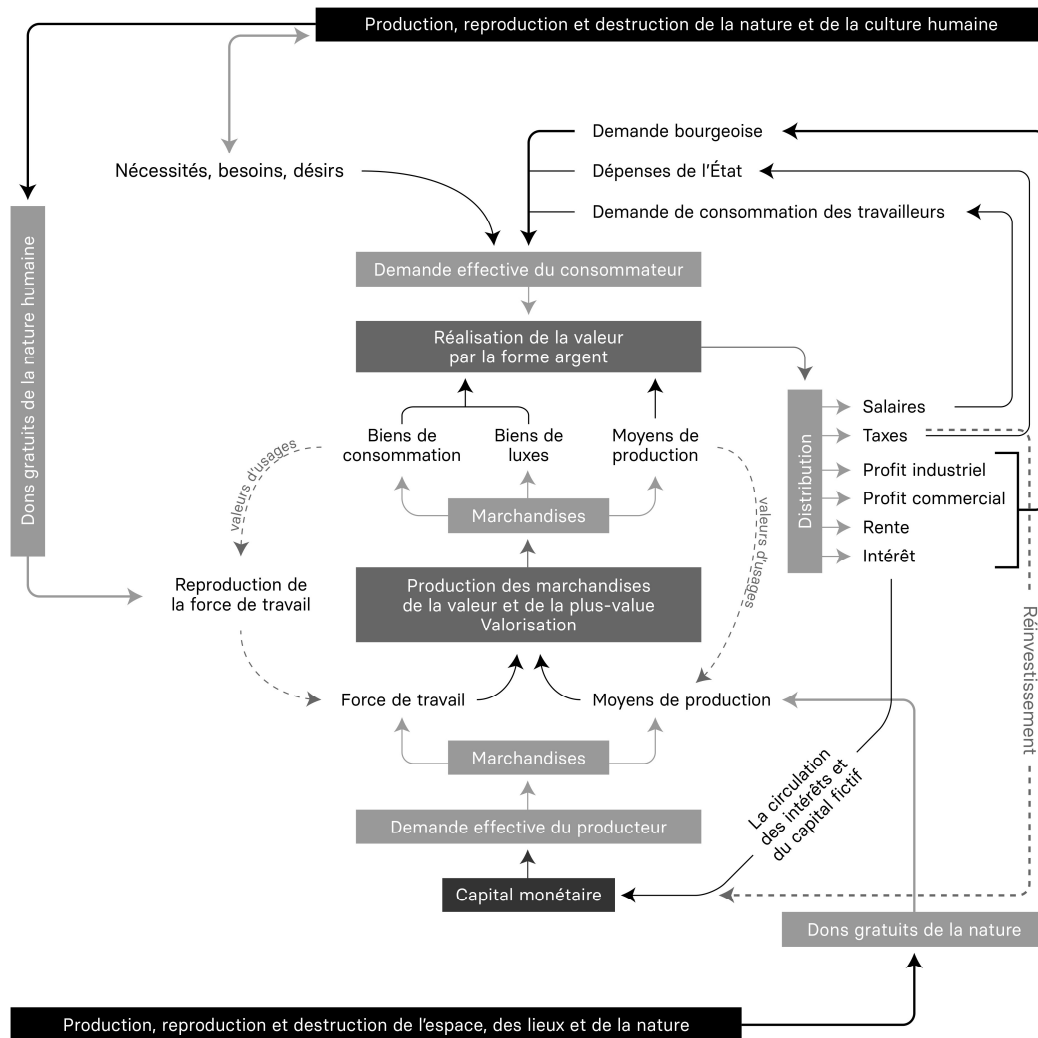 Production, reproduction et destruction de la nature et de la culture humaine
Demande bourgeoise
Nécessités, besoins, désirs
Dépenses de l'État
Demande de consommation des travailleurs
Dons gratuits de la nature humaine
Demande effective du consommateur
Réalisation de la valeur
par la forme argent
Distribution
Salaires
Taxes
Profit industriel
Profit commercial
Rente
Intérêt
Biens de
consommation
Biens de
luxes
Moyens de
production
valeurs d'usages
valeurs d'usages
Marchandises
Reproduction de
la force de travail
Production des marchandises
de la valeur et de la plus-value
Valorisation
Réinvestissement
Force de travail
Moyens de production
Marchandises
La circulation
des intérêts et
du capital fictif
Demande effective du producteur
Capital monétaire
Dons gratuits de la nature
Production, reproduction et destruction de l'espace, des lieux et de la nature